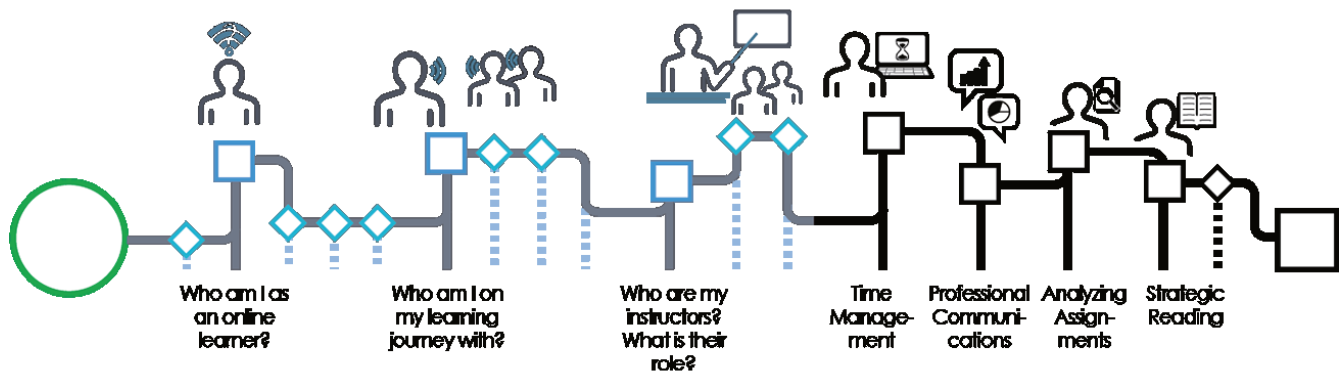 Who am I as
an online
learner?
Who am I on
my learning
journey with?
Who are my
instructors?
What is their
role?
Time
Manage-
ment
Professional
Communi-
cations
Analyzing
Assign-
ments
Strategic
Reading